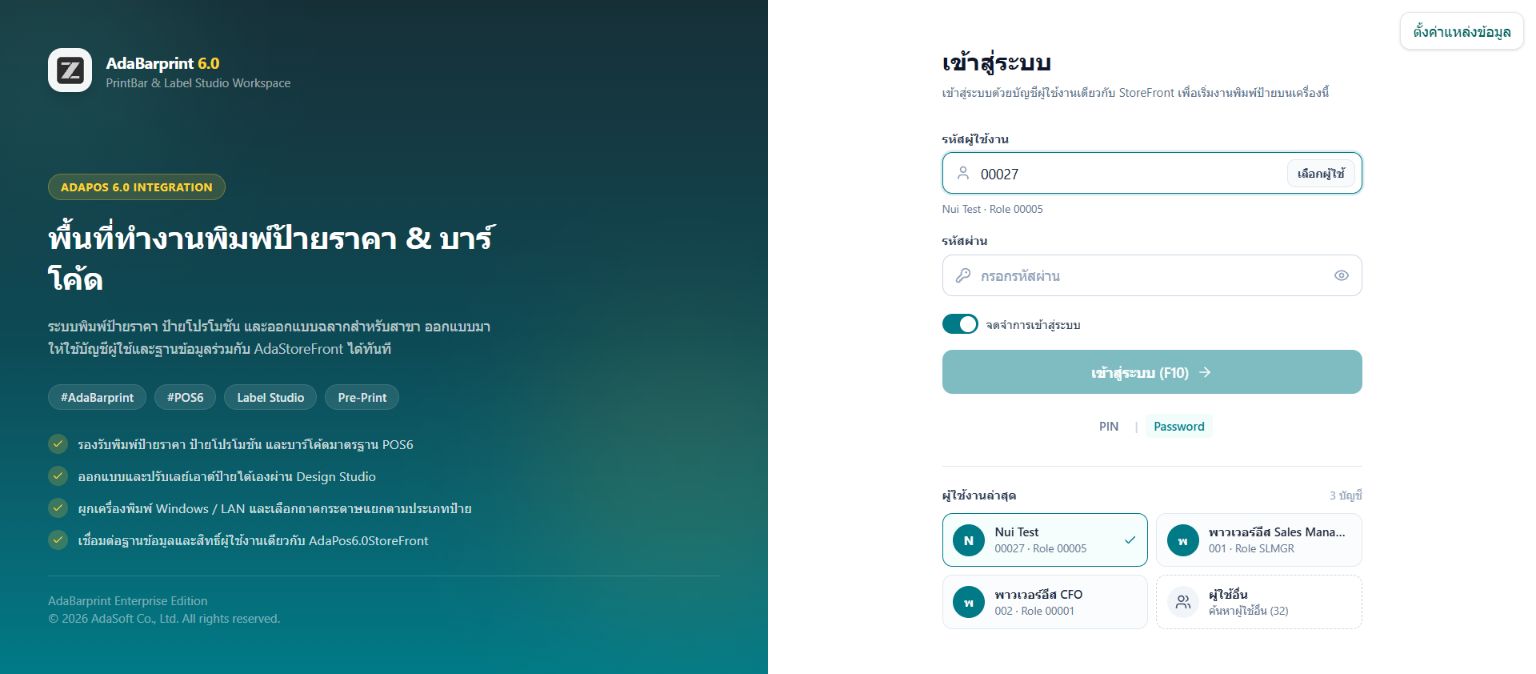 AdaBarprint 6.0
PrintBar & Label Studio Workspace
ADAPOS 6.0 INTEGRATION
พื้นที่ทำงานพิมพ์ป้ายราคา & บาร์
โค้ด
ระบบพิมพ์ป้ายราคา ป้ายโปรโมชัน และออกแบบฉลากสำหรับสาขา ออกแบบมา
ให้ใช้บัญชีผู้ใช้และฐานข้อมูลร่วมกับ AdaStoreFront ได้ทันที
#AdaBarprint
#POS6
Label Studio
Pre-Print
รองรับพิมพ์ป้ายราคา ป้ายโปรโมชัน และบาร์โค้ดมาตรฐาน POS6
ออกแบบและปรับเลย์เอาต์ป้ายได้เองผ่าน Design Studio
ผูกเครื่องพิมพ์ Windows / LAN และเลือกถาดกระดาษแยกตามประเภทป้าย
เชื่อมต่อฐานข้อมูลและสิทธิ์ผู้ใช้งานเดียวกับ AdaPos6.0StoreFront
AdaBarprint Enterprise Edition
© 2026 AdaSoft Co., Ltd. All rights reserved.
ตั้งค่าแหล่งข้อมูล
เข้าสู่ระบบ
เข้าสู่ระบบด้วยบัญชีผู้ใช้งานเดียวกับ StoreFront เพื่อเริ่มงานพิมพ์ป้ายบนเครื่องนี้
รหัสผู้ใช้งาน
00027
เลือกผู้ใช้
Nui Test · Role 00005
รหัสผ่าน
กรอกรหัสผ่าน
จดจำการเข้าสู่ระบบ
เข้าสู่ระบบ (F10) →
PIN | Password
ผู้ใช้งานล่าสุด
3 บัญชี
N
Nui Test
00027 · Role 00005
พ
พาวเวอร์อีส Sales Mana...
001 · Role SLMGR
พ
พาวเวอร์อีส CFO
002 · Role 00001
ผู้ใช้อื่น
ค้นหาผู้ใช้อื่น (32)